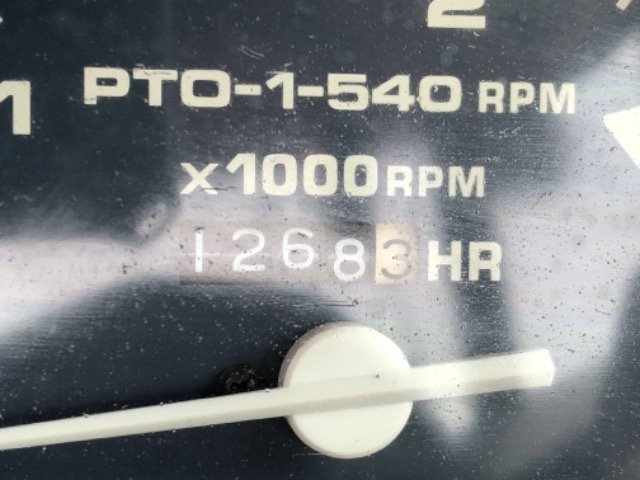 2
1
PTO-1-540 RPM
x1000RPM
12683 HR